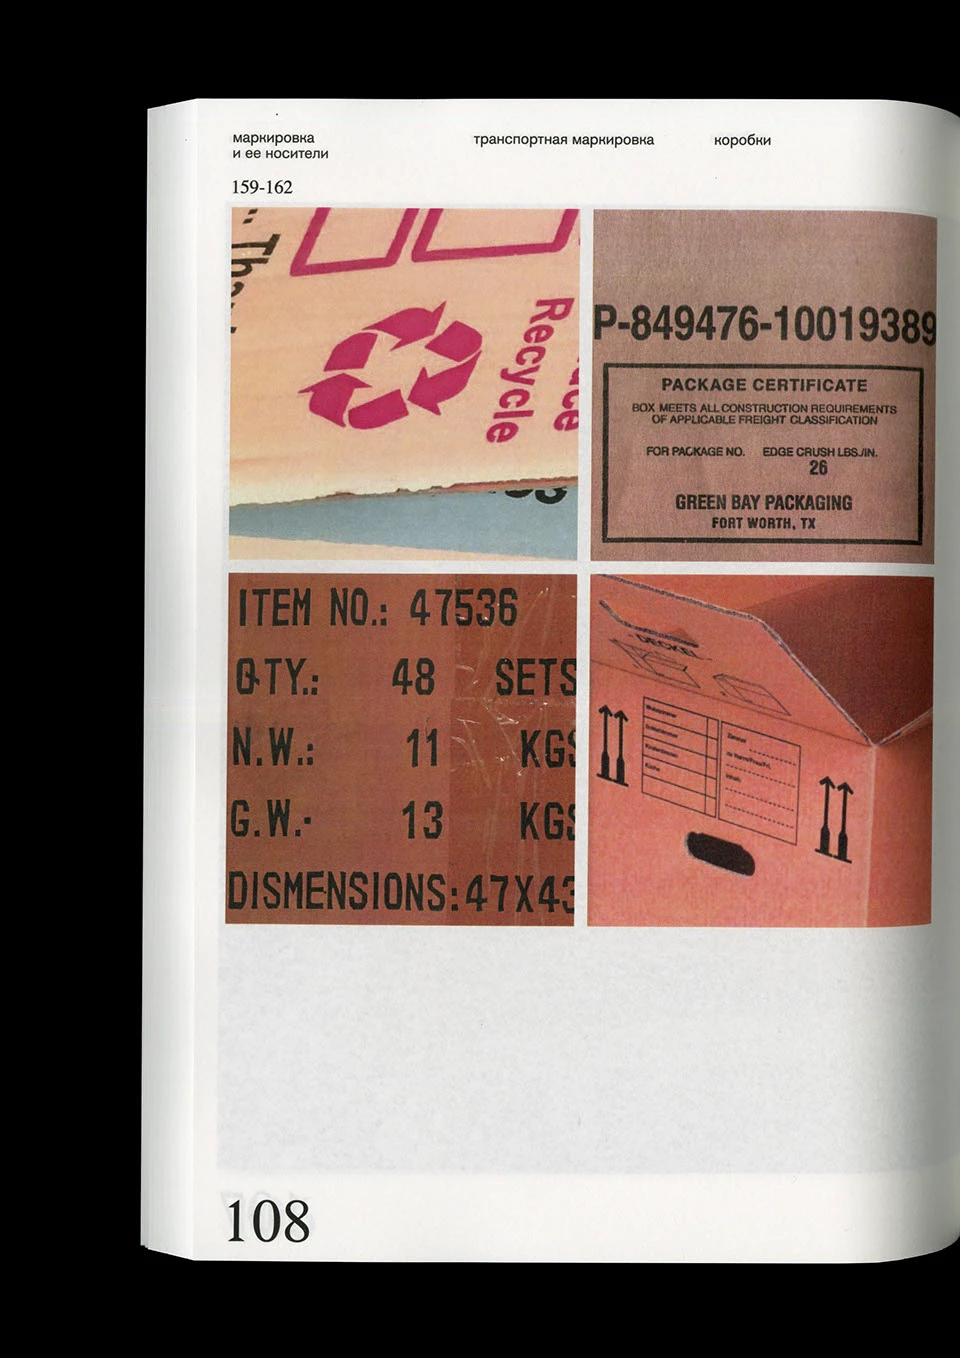 маркировка
и ее носители
транспортная маркировка
коробки
159-162
Recycle
P-849476-10019389
PACKAGE CERTIFICATE
BOX MEETS ALL CONSTRUCTION REQUIREMENTS
OF APPLICABLE FREIGHT CLASSIFICATION
FOR PACKAGE NO. EDGE CRUSH LBS./IN.
26
GREEN BAY PACKAGING
FORT WORTH, TX
ITEM NO.: 47536
QTY.: 48 SETS
N.W.: 11 KGS
G.W.: 13 KGS
DISMENSIONS:47X43
DECKEL
108